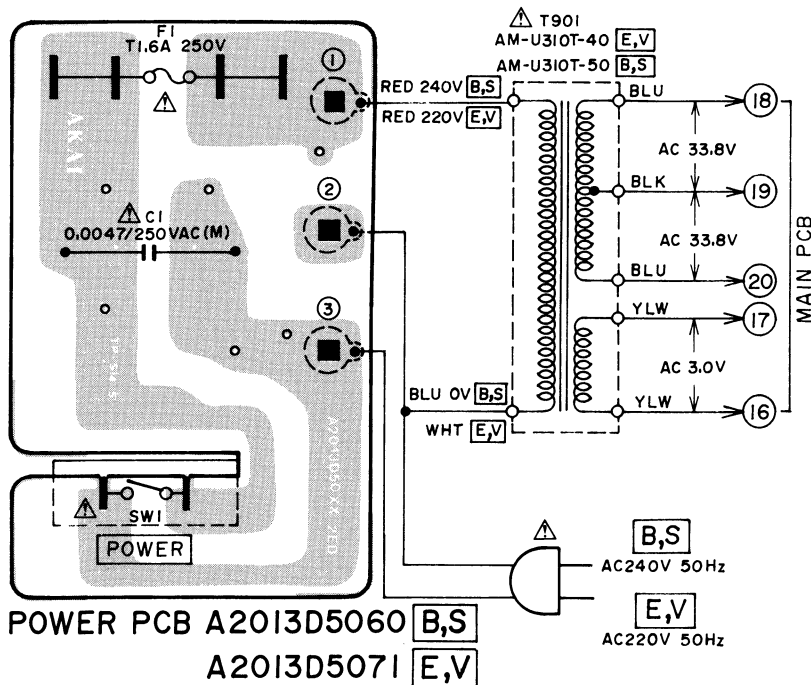 F1
T1.6A 250V
⚠
①
⚠ T901
AM-U310T-40 E,V
AM-U310T-50 B,S
RED 240V B,S
RED 220V E,V
BLU
⑱
AC 33.8V
BLK
⑲
AC 33.8V
BLU
⑳
YLW
⑰
AC 3.0V
YLW
⑯
MAIN PCB
AKAI
②
⚠ C1
0.0047/250VAC(M)
③
BLU 0V B,S
WHT E,V
⚠
SW1
POWER
⚠
B,S
AC240V 50Hz
E,V
AC220V 50Hz
POWER PCB A2013D5060 B,S
A2013D5071 E,V